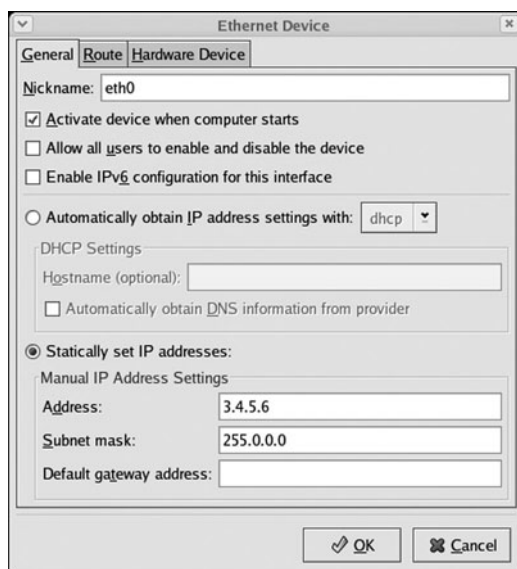 Ethernet Device
General Route Hardware Device
Nickname: eth0
Activate device when computer starts
Allow all users to enable and disable the device
Enable IPv6 configuration for this interface
Automatically obtain IP address settings with: dhcp
DHCP Settings
Hostname (optional):
Automatically obtain DNS information from provider
Statically set IP addresses:
Manual IP Address Settings
Address: 3.4.5.6
Subnet mask: 255.0.0.0
Default gateway address:
OK Cancel